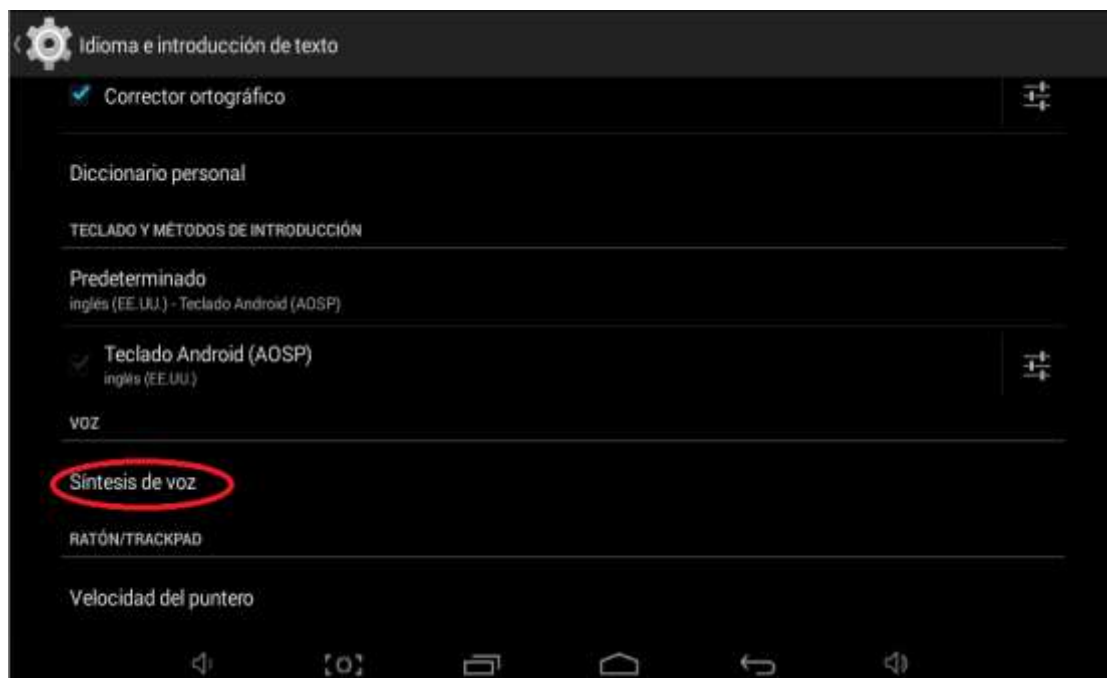 Idioma e introducción de texto
Corrector ortográfico
Diccionario personal
TECLADO Y MÉTODOS DE INTRODUCCIÓN
Predeterminado
inglés (EE.UU.) - Teclado Android (AOSP)
Teclado Android (AOSP)
inglés (EE.UU.)
VOZ
Síntesis de voz
RATÓN/TRACKPAD
Velocidad del puntero